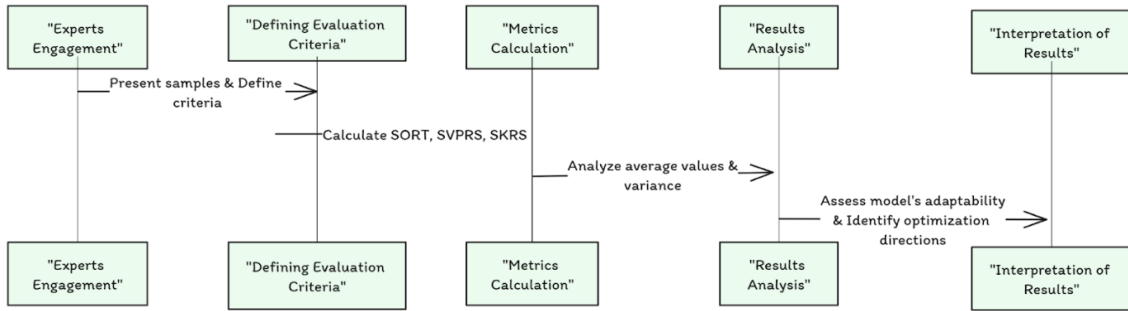 "Experts
Engagement"
"Defining Evaluation
Criteria"
"Metrics
Calculation"
"Results
Analysis"
"Interpretation of
Results"
Present samples & Define
criteria
Calculate SORT, SVPRS, SKRS
Analyze average values &
variance
Assess model's adaptability
& Identify optimization
directions
"Experts
Engagement"
"Defining Evaluation
Criteria"
"Metrics
Calculation"
"Results
Analysis"
"Interpretation of
Results"